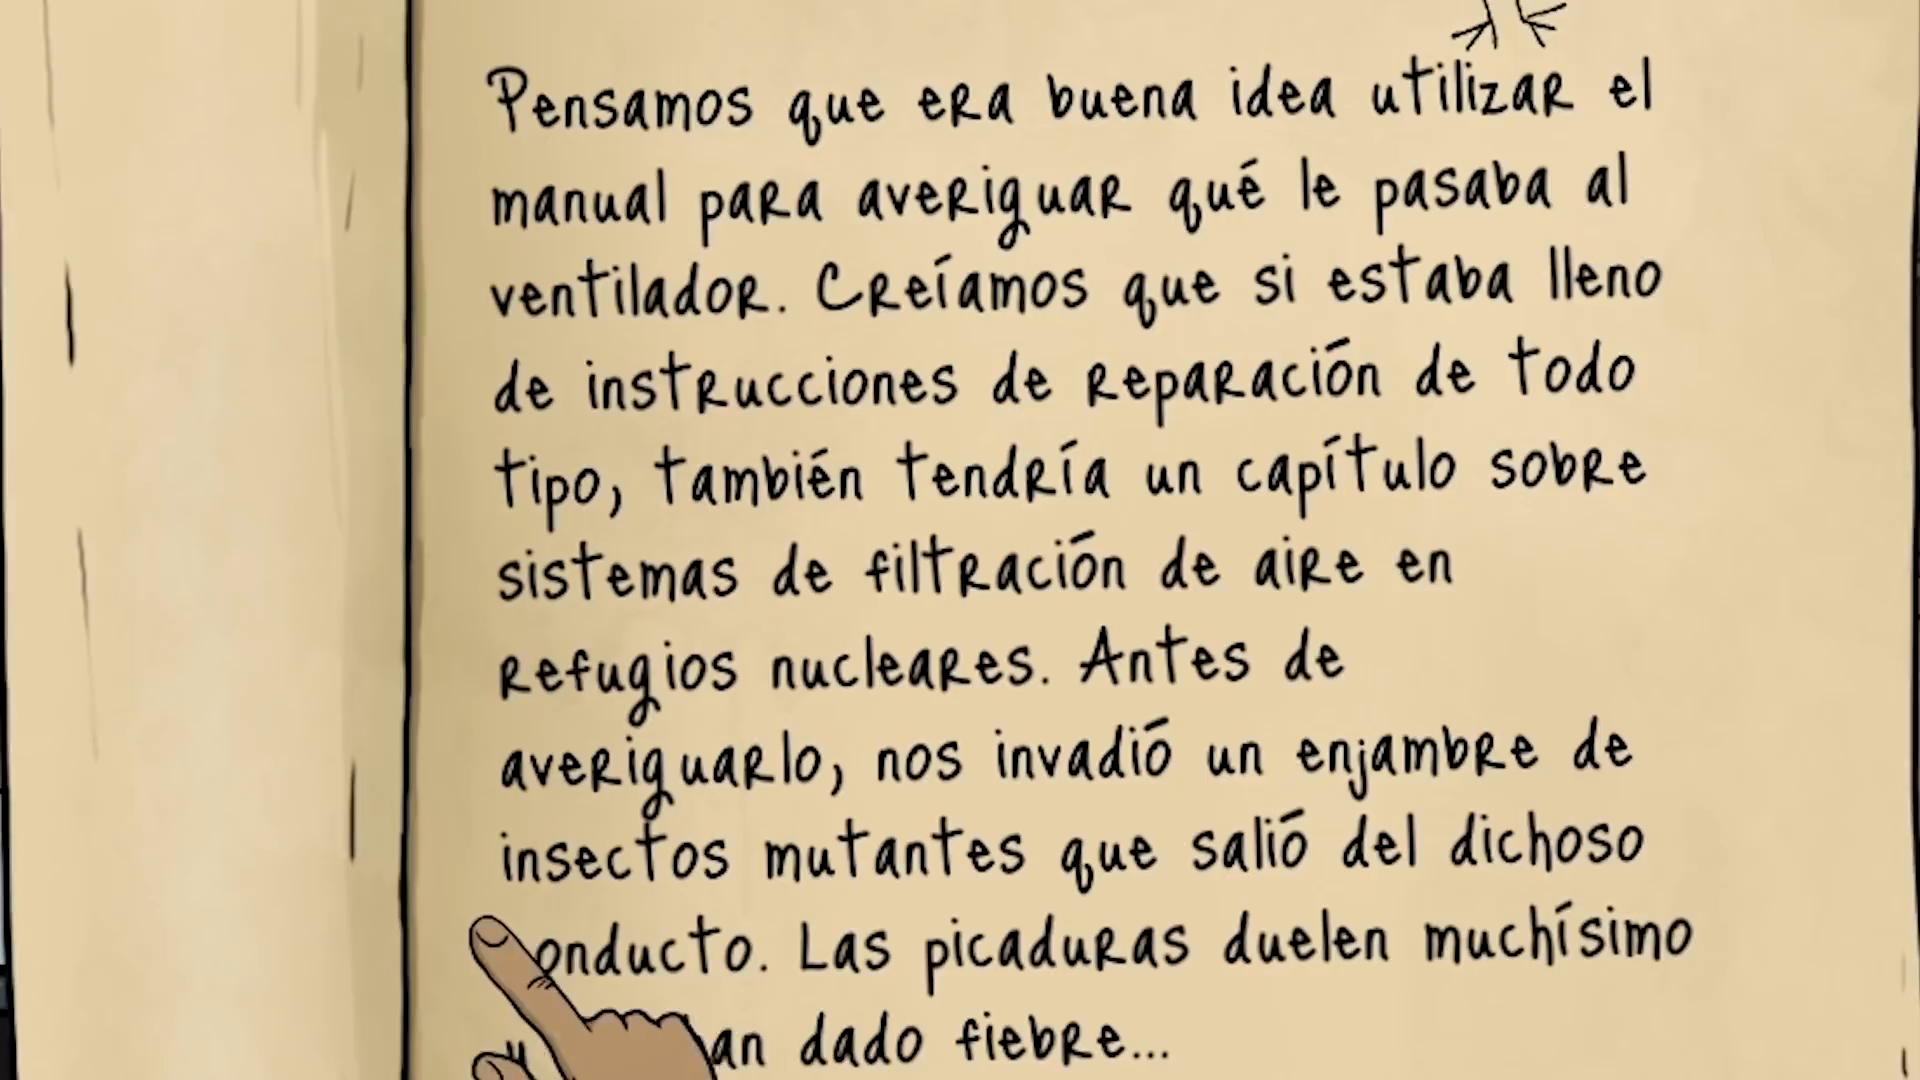 Pensamos que era buena idea utilizar el
manual para averiguar qué le pasaba al
ventilador. Creíamos que si estaba lleno
de instrucciones de reparación de todo
tipo, también tendría un capítulo sobre
sistemas de filtración de aire en
refugios nucleares. Antes de
averiguarlo, nos invadió un enjambre de
insectos mutantes que salió del dichoso
onducto. Las picaduras duelen muchísimo
y an dado fiebre...